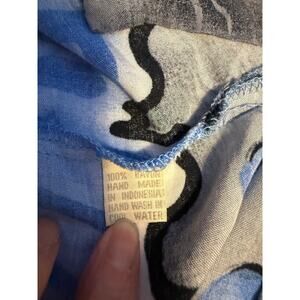 100% RAYON
HAND MADE
IN INDONESIA
HAND WASH IN
COOL WATER